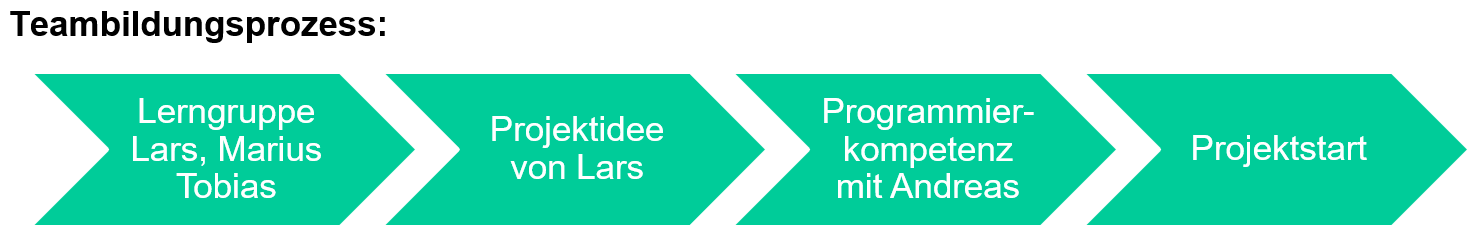 Teambildungsprozess:
Lerngruppe
Lars, Marius
Tobias
Projektidee
von Lars
Programmier-
kompetenz
mit Andreas
Projektstart